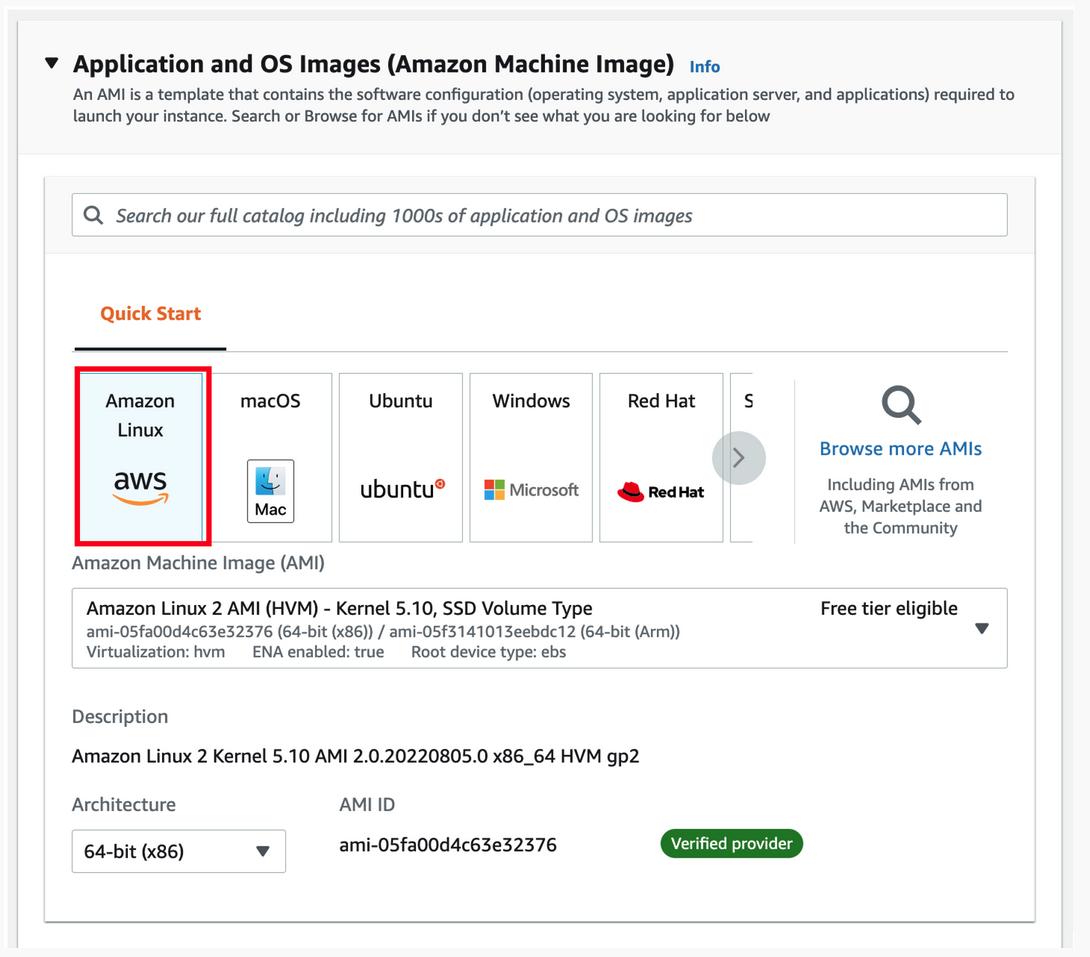 Application and OS Images (Amazon Machine Image) Info
An AMI is a template that contains the software configuration (operating system, application server, and applications) required to
launch your instance. Search or Browse for AMIs if you don’t see what you are looking for below
Search our full catalog including 1000s of application and OS images
Quick Start
Amazon
Linux
aws
macOS
Mac
Ubuntu
ubuntu
Windows
Microsoft
Red Hat
Red Hat
S
Browse more AMIs
Including AMIs from
AWS, Marketplace and
the Community
Amazon Machine Image (AMI)
Amazon Linux 2 AMI (HVM) - Kernel 5.10, SSD Volume Type
Free tier eligible
ami-05fa00d4c63e32376 (64-bit (x86)) / ami-05f3141013eebdc12 (64-bit (Arm))
Virtualization: hvm ENA enabled: true Root device type: ebs
Description
Amazon Linux 2 Kernel 5.10 AMI 2.0.20220805.0 x86_64 HVM gp2
Architecture
AMI ID
64-bit (x86)
ami-05fa00d4c63e32376
Verified provider